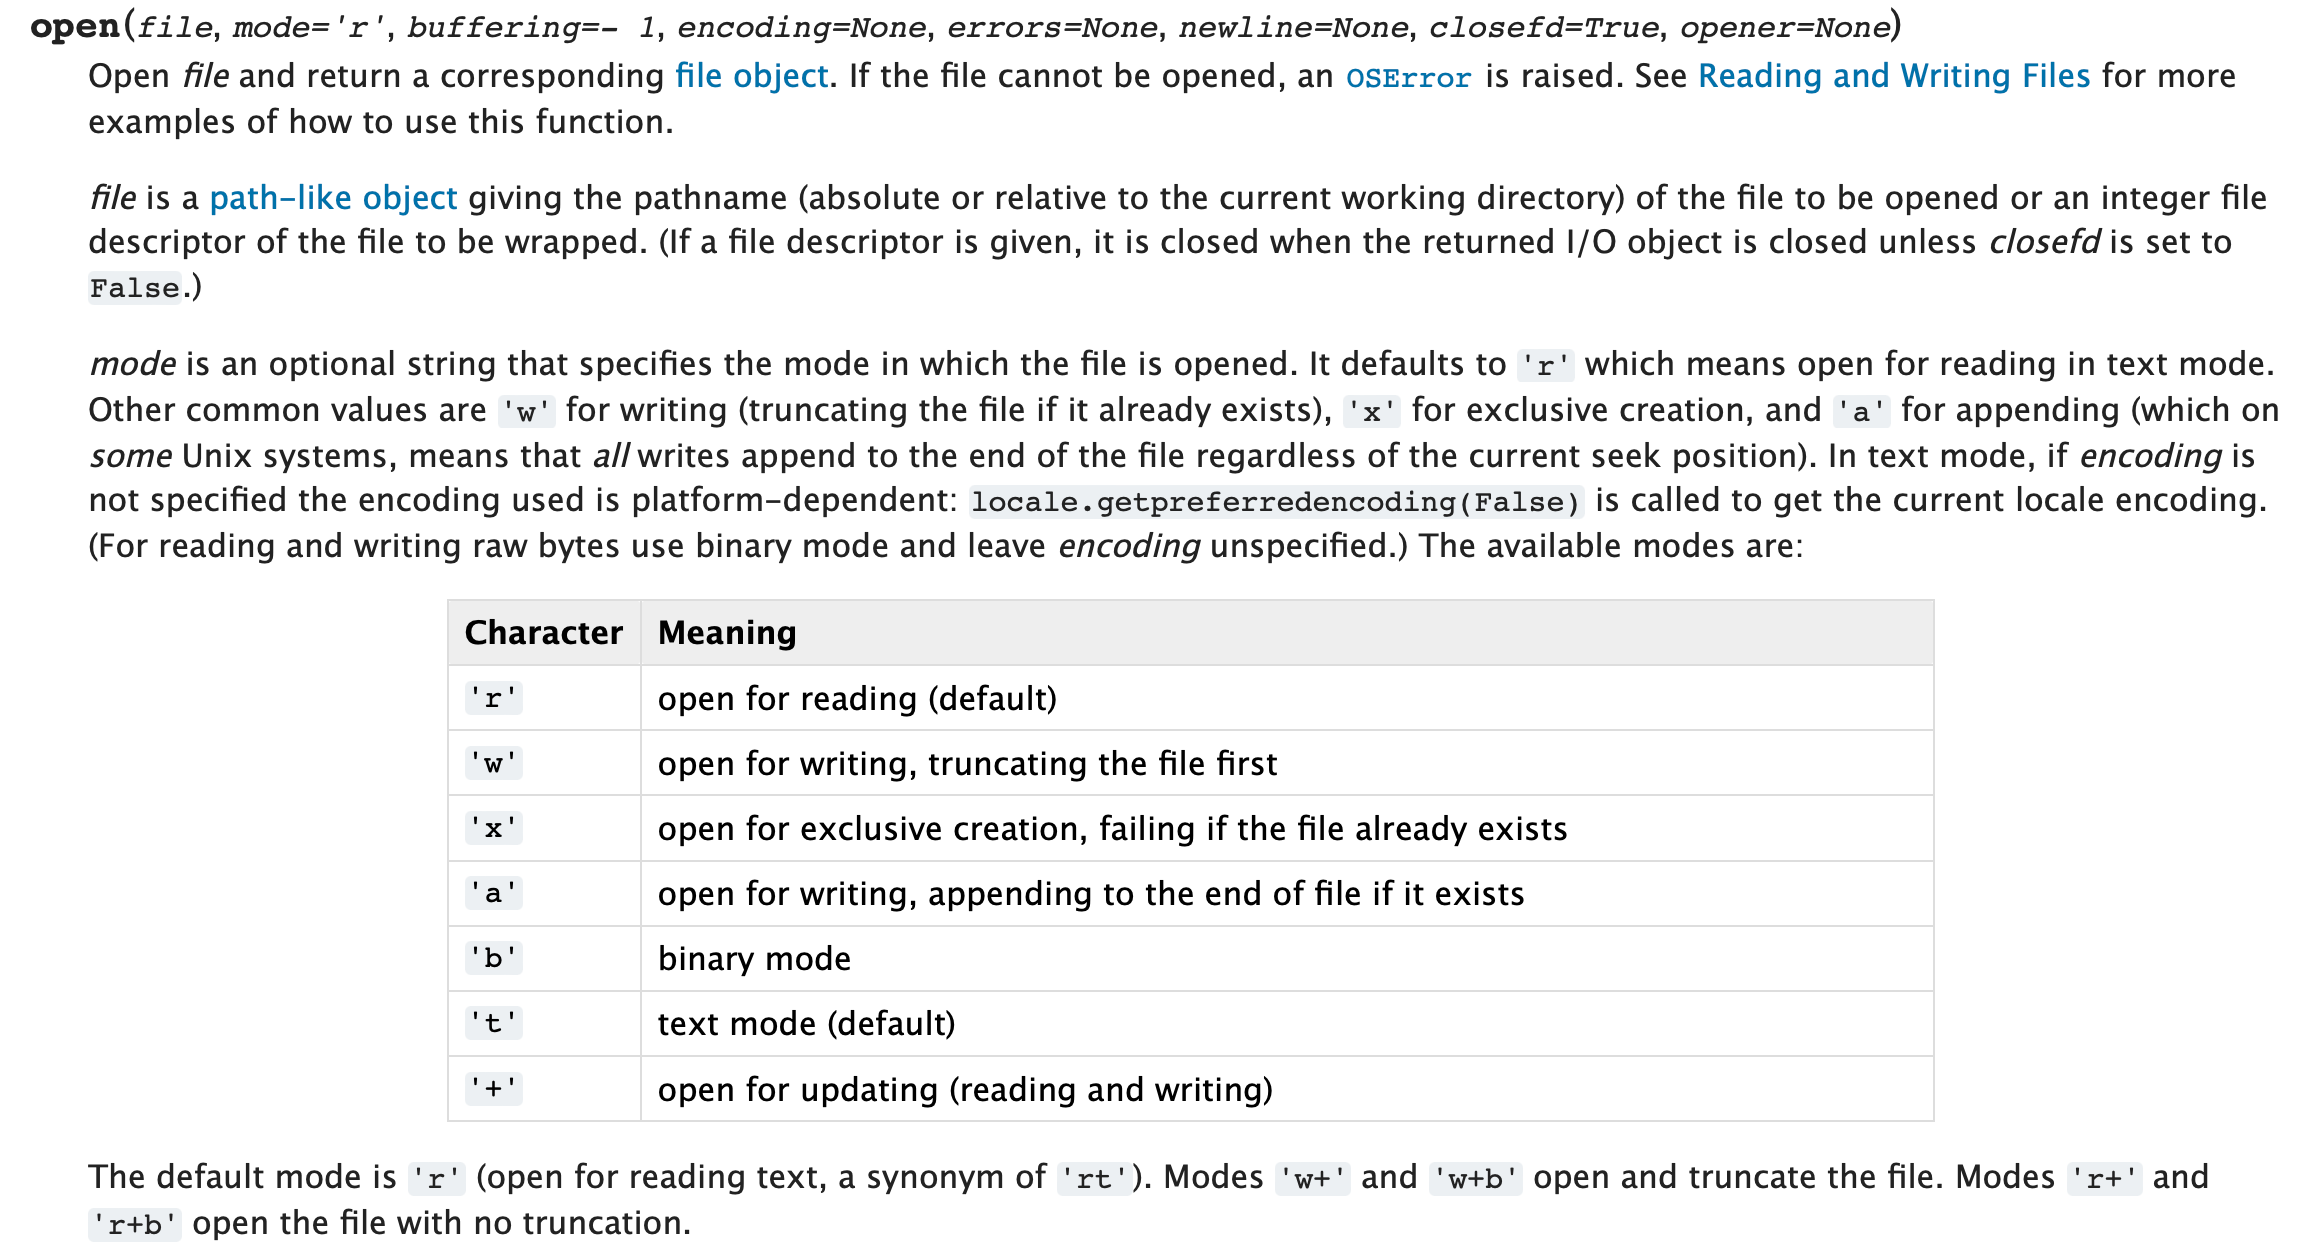 open(file, mode='r', buffering=- 1, encoding=None, errors=None, newline=None, closefd=True, opener=None)
Open file and return a corresponding file object. If the file cannot be opened, an OSError is raised. See Reading and Writing Files for more
examples of how to use this function.
file is a path-like object giving the pathname (absolute or relative to the current working directory) of the file to be opened or an integer file
descriptor of the file to be wrapped. (If a file descriptor is given, it is closed when the returned I/O object is closed unless closefd is set to
False.)
mode is an optional string that specifies the mode in which the file is opened. It defaults to 'r' which means open for reading in text mode.
Other common values are 'w' for writing (truncating the file if it already exists), 'x' for exclusive creation, and 'a' for appending (which on
some Unix systems, means that all writes append to the end of the file regardless of the current seek position). In text mode, if encoding is
not specified the encoding used is platform-dependent: locale.getpreferredencoding(False) is called to get the current locale encoding.
(For reading and writing raw bytes use binary mode and leave encoding unspecified.) The available modes are:
Character Meaning
'r' open for reading (default)
'w' open for writing, truncating the file first
'x' open for exclusive creation, failing if the file already exists
'a' open for writing, appending to the end of file if it exists
'b' binary mode
't' text mode (default)
'+' open for updating (reading and writing)
The default mode is 'r' (open for reading text, a synonym of 'rt'). Modes 'w+' and 'w+b' open and truncate the file. Modes 'r+' and
'r+b' open the file with no truncation.